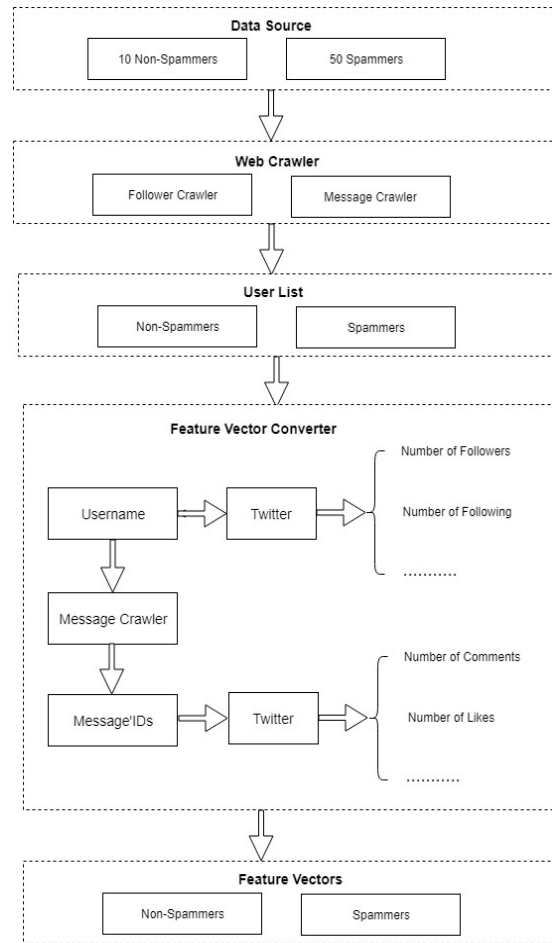 Data Source
10 Non-Spammers
50 Spammers
Web Crawler
Follower Crawler
Message Crawler
User List
Non-Spammers
Spammers
Feature Vector Converter
Number of Followers
Username
Twitter
Number of Following
...........
Message Crawler
Number of Comments
Message'IDs
Twitter
Number of Likes
...........
Feature Vectors
Non-Spammers
Spammers